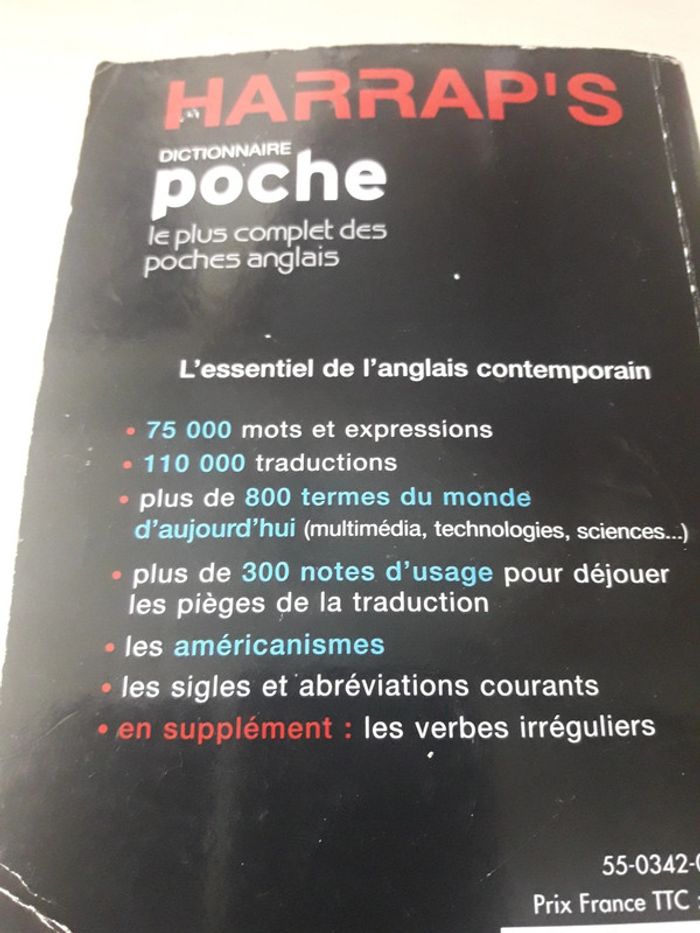 HARRAP'S
DICTIONNAIRE
poche
le plus complet des
poches anglais
L'essentiel de l'anglais contemporain
• 75 000 mots et expressions
• 110 000 traductions
• plus de 800 termes du monde
d'aujourd'hui (multimédia, technologies, sciences...)
• plus de 300 notes d'usage pour déjouer
les pièges de la traduction
• les américanismes
• les sigles et abréviations courants
• en supplément : les verbes irréguliers
55-0342-
Prix France TTC :